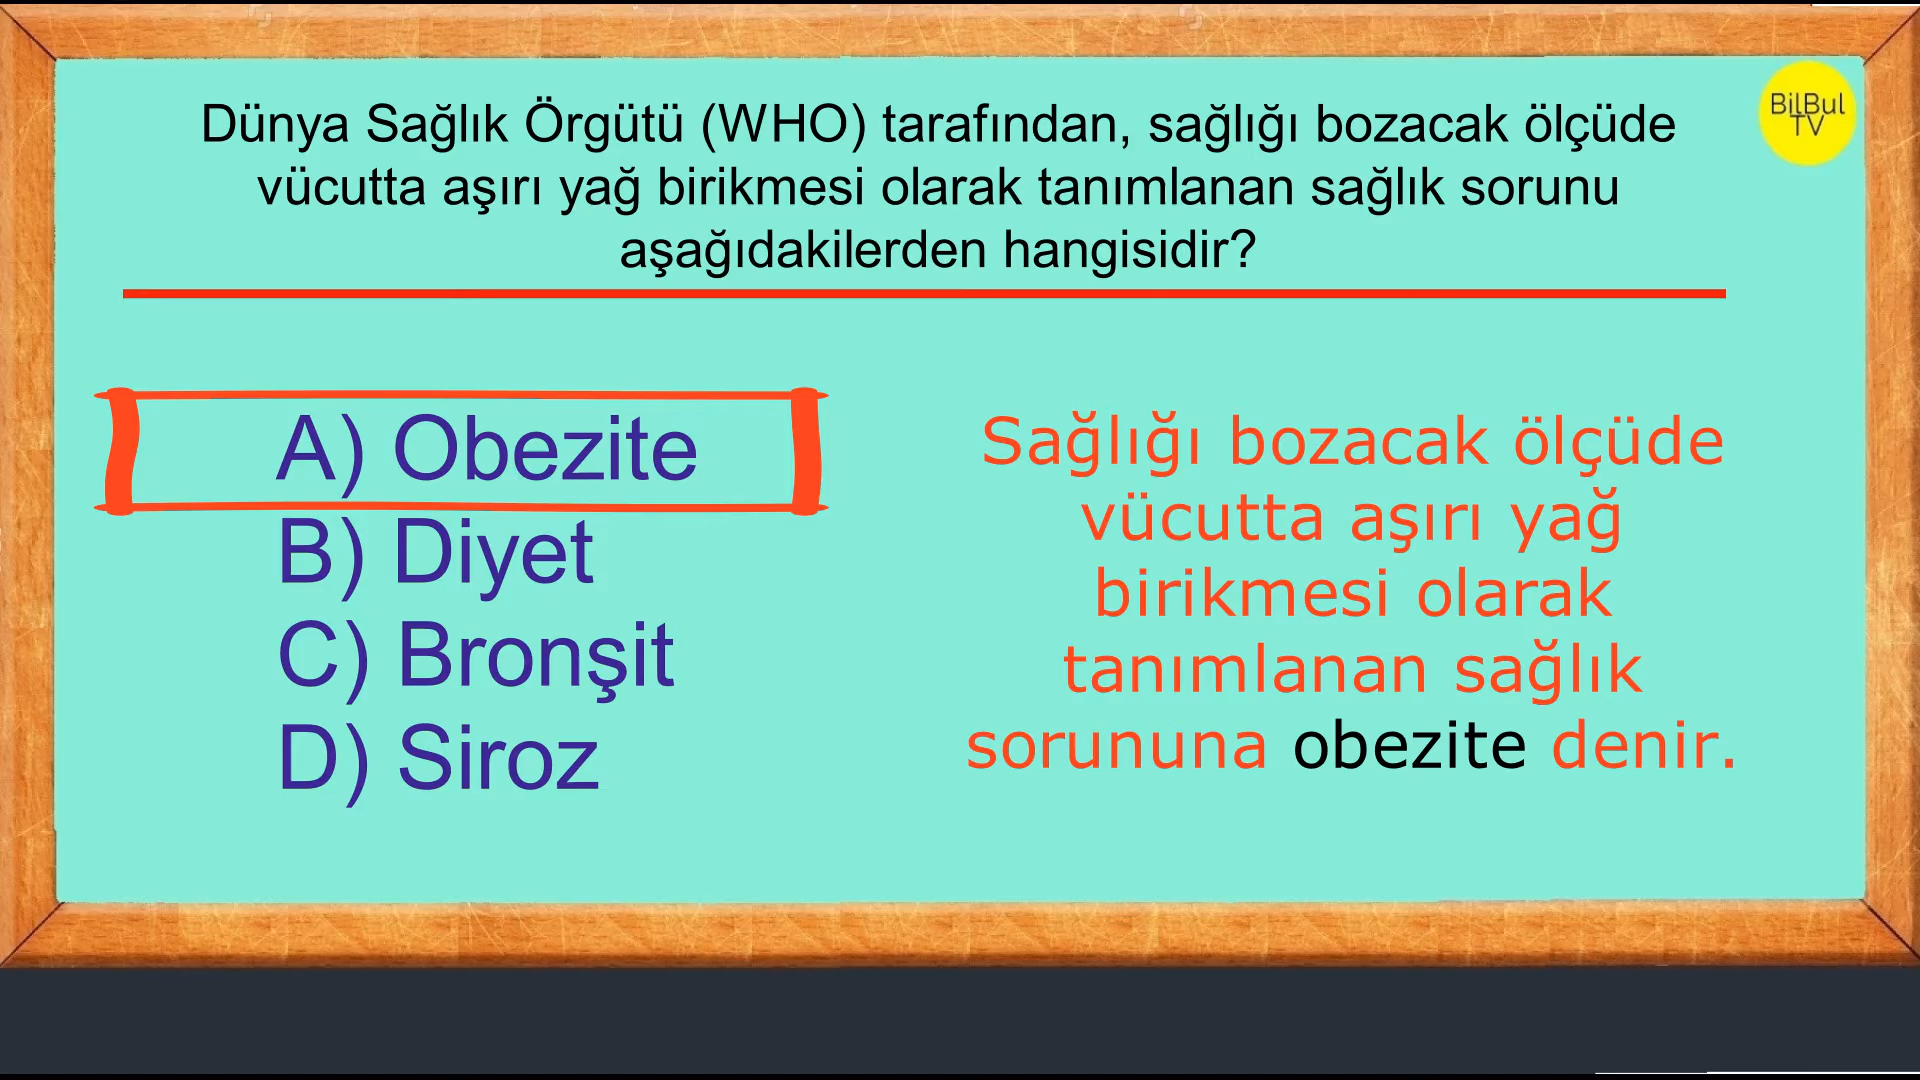 Dünya Sağlık Örgütü (WHO) tarafından, sağlığı bozacak ölçüde
vücutta aşırı yağ birikmesi olarak tanımlanan sağlık sorunu
aşağıdakilerden hangisidir?
BilBul
TV
A) Obezite
B) Diyet
C) Bronşit
D) Siroz
Sağlığı bozacak ölçüde
vücutta aşırı yağ
birikmesi olarak
tanımlanan sağlık
sorununa obezite denir.